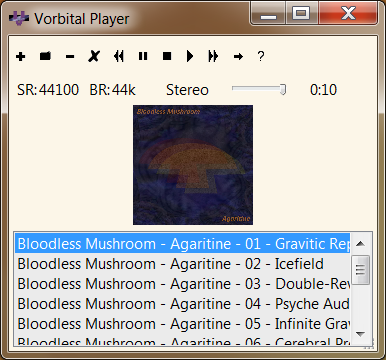 Vorbital Player
SR:44100 BR:44k Stereo 0:10
Bloodless Mushroom
Agaritine
Bloodless Mushroom - Agaritine - 01 - Gravitic Rep
Bloodless Mushroom - Agaritine - 02 - Icefield
Bloodless Mushroom - Agaritine - 03 - Double-Rev
Bloodless Mushroom - Agaritine - 04 - Psyche Aud
Bloodless Mushroom - Agaritine - 05 - Infinite Grav
Bloodless Mushroom - Agaritine - 06 - Cerebral Pro